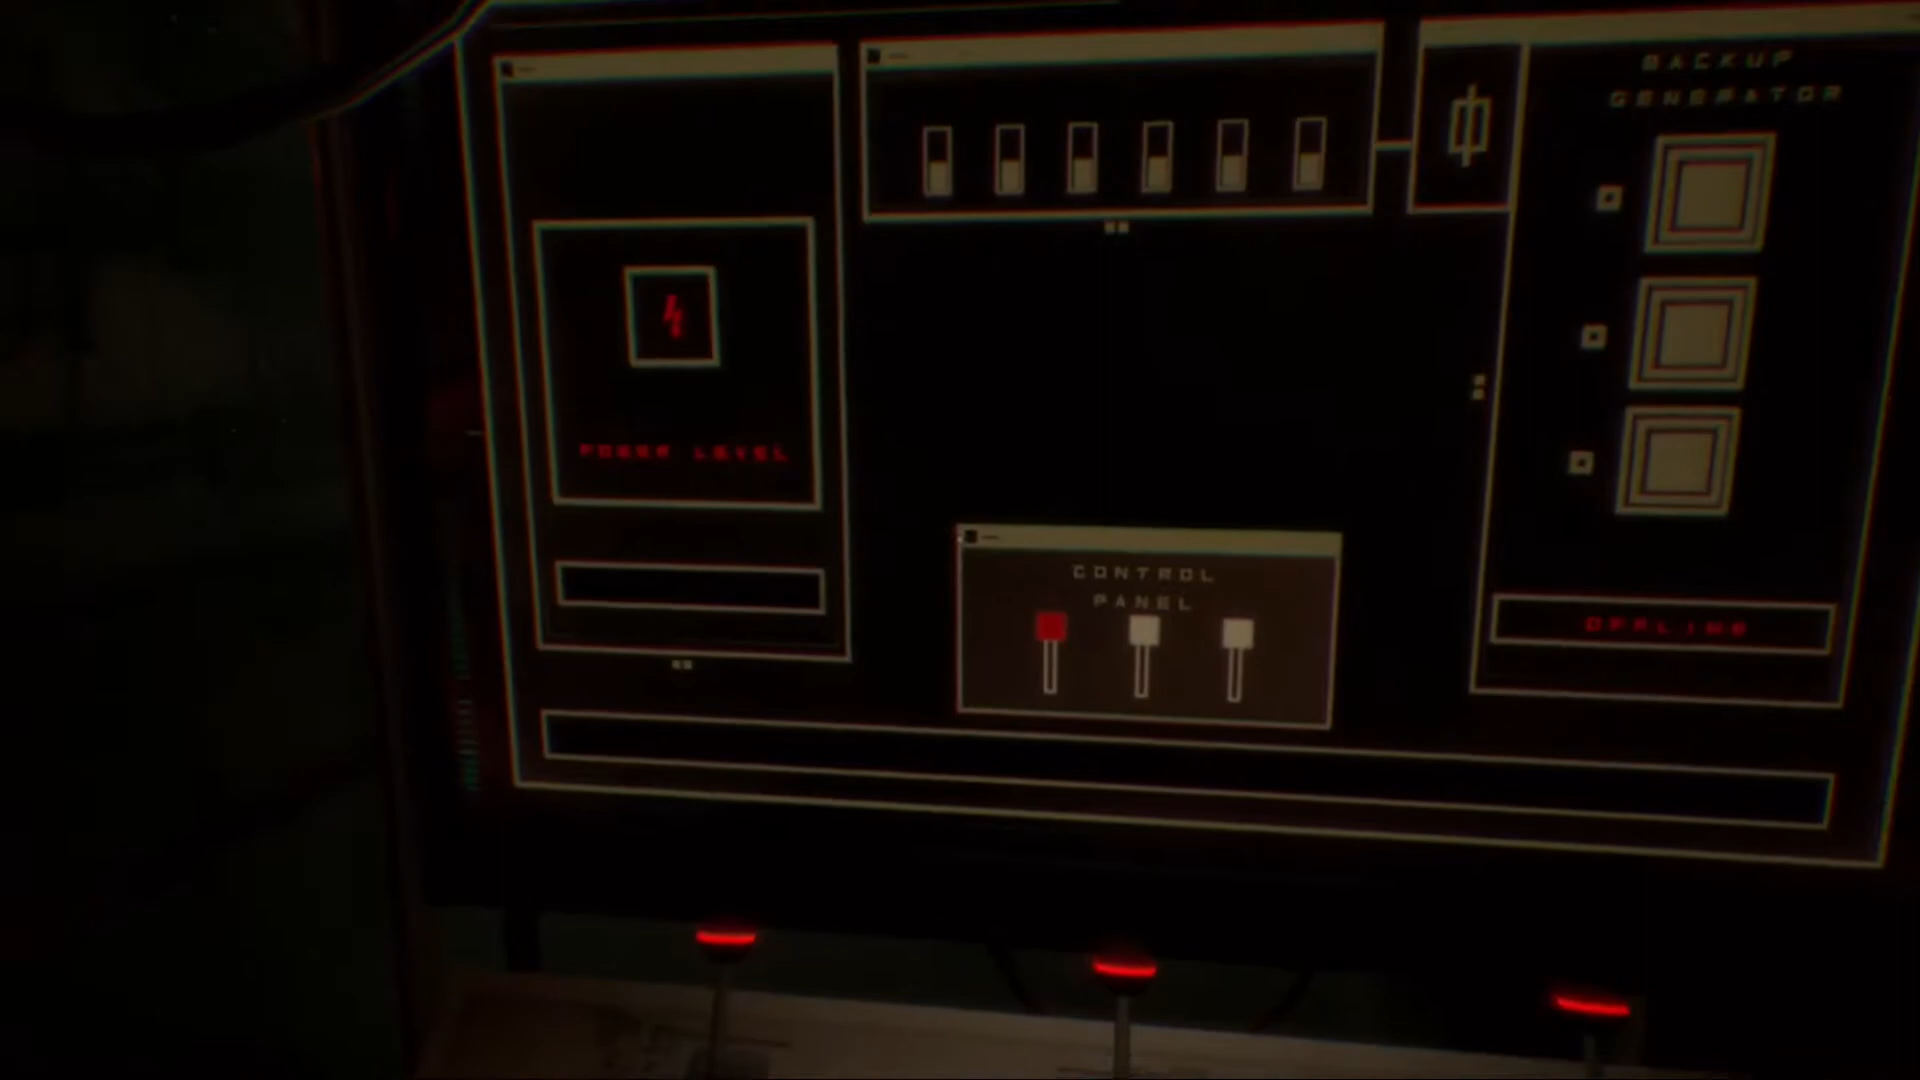 POWER LEVEL
CONTROL
PANEL
BACKUP
GENERATOR
OFFLINE